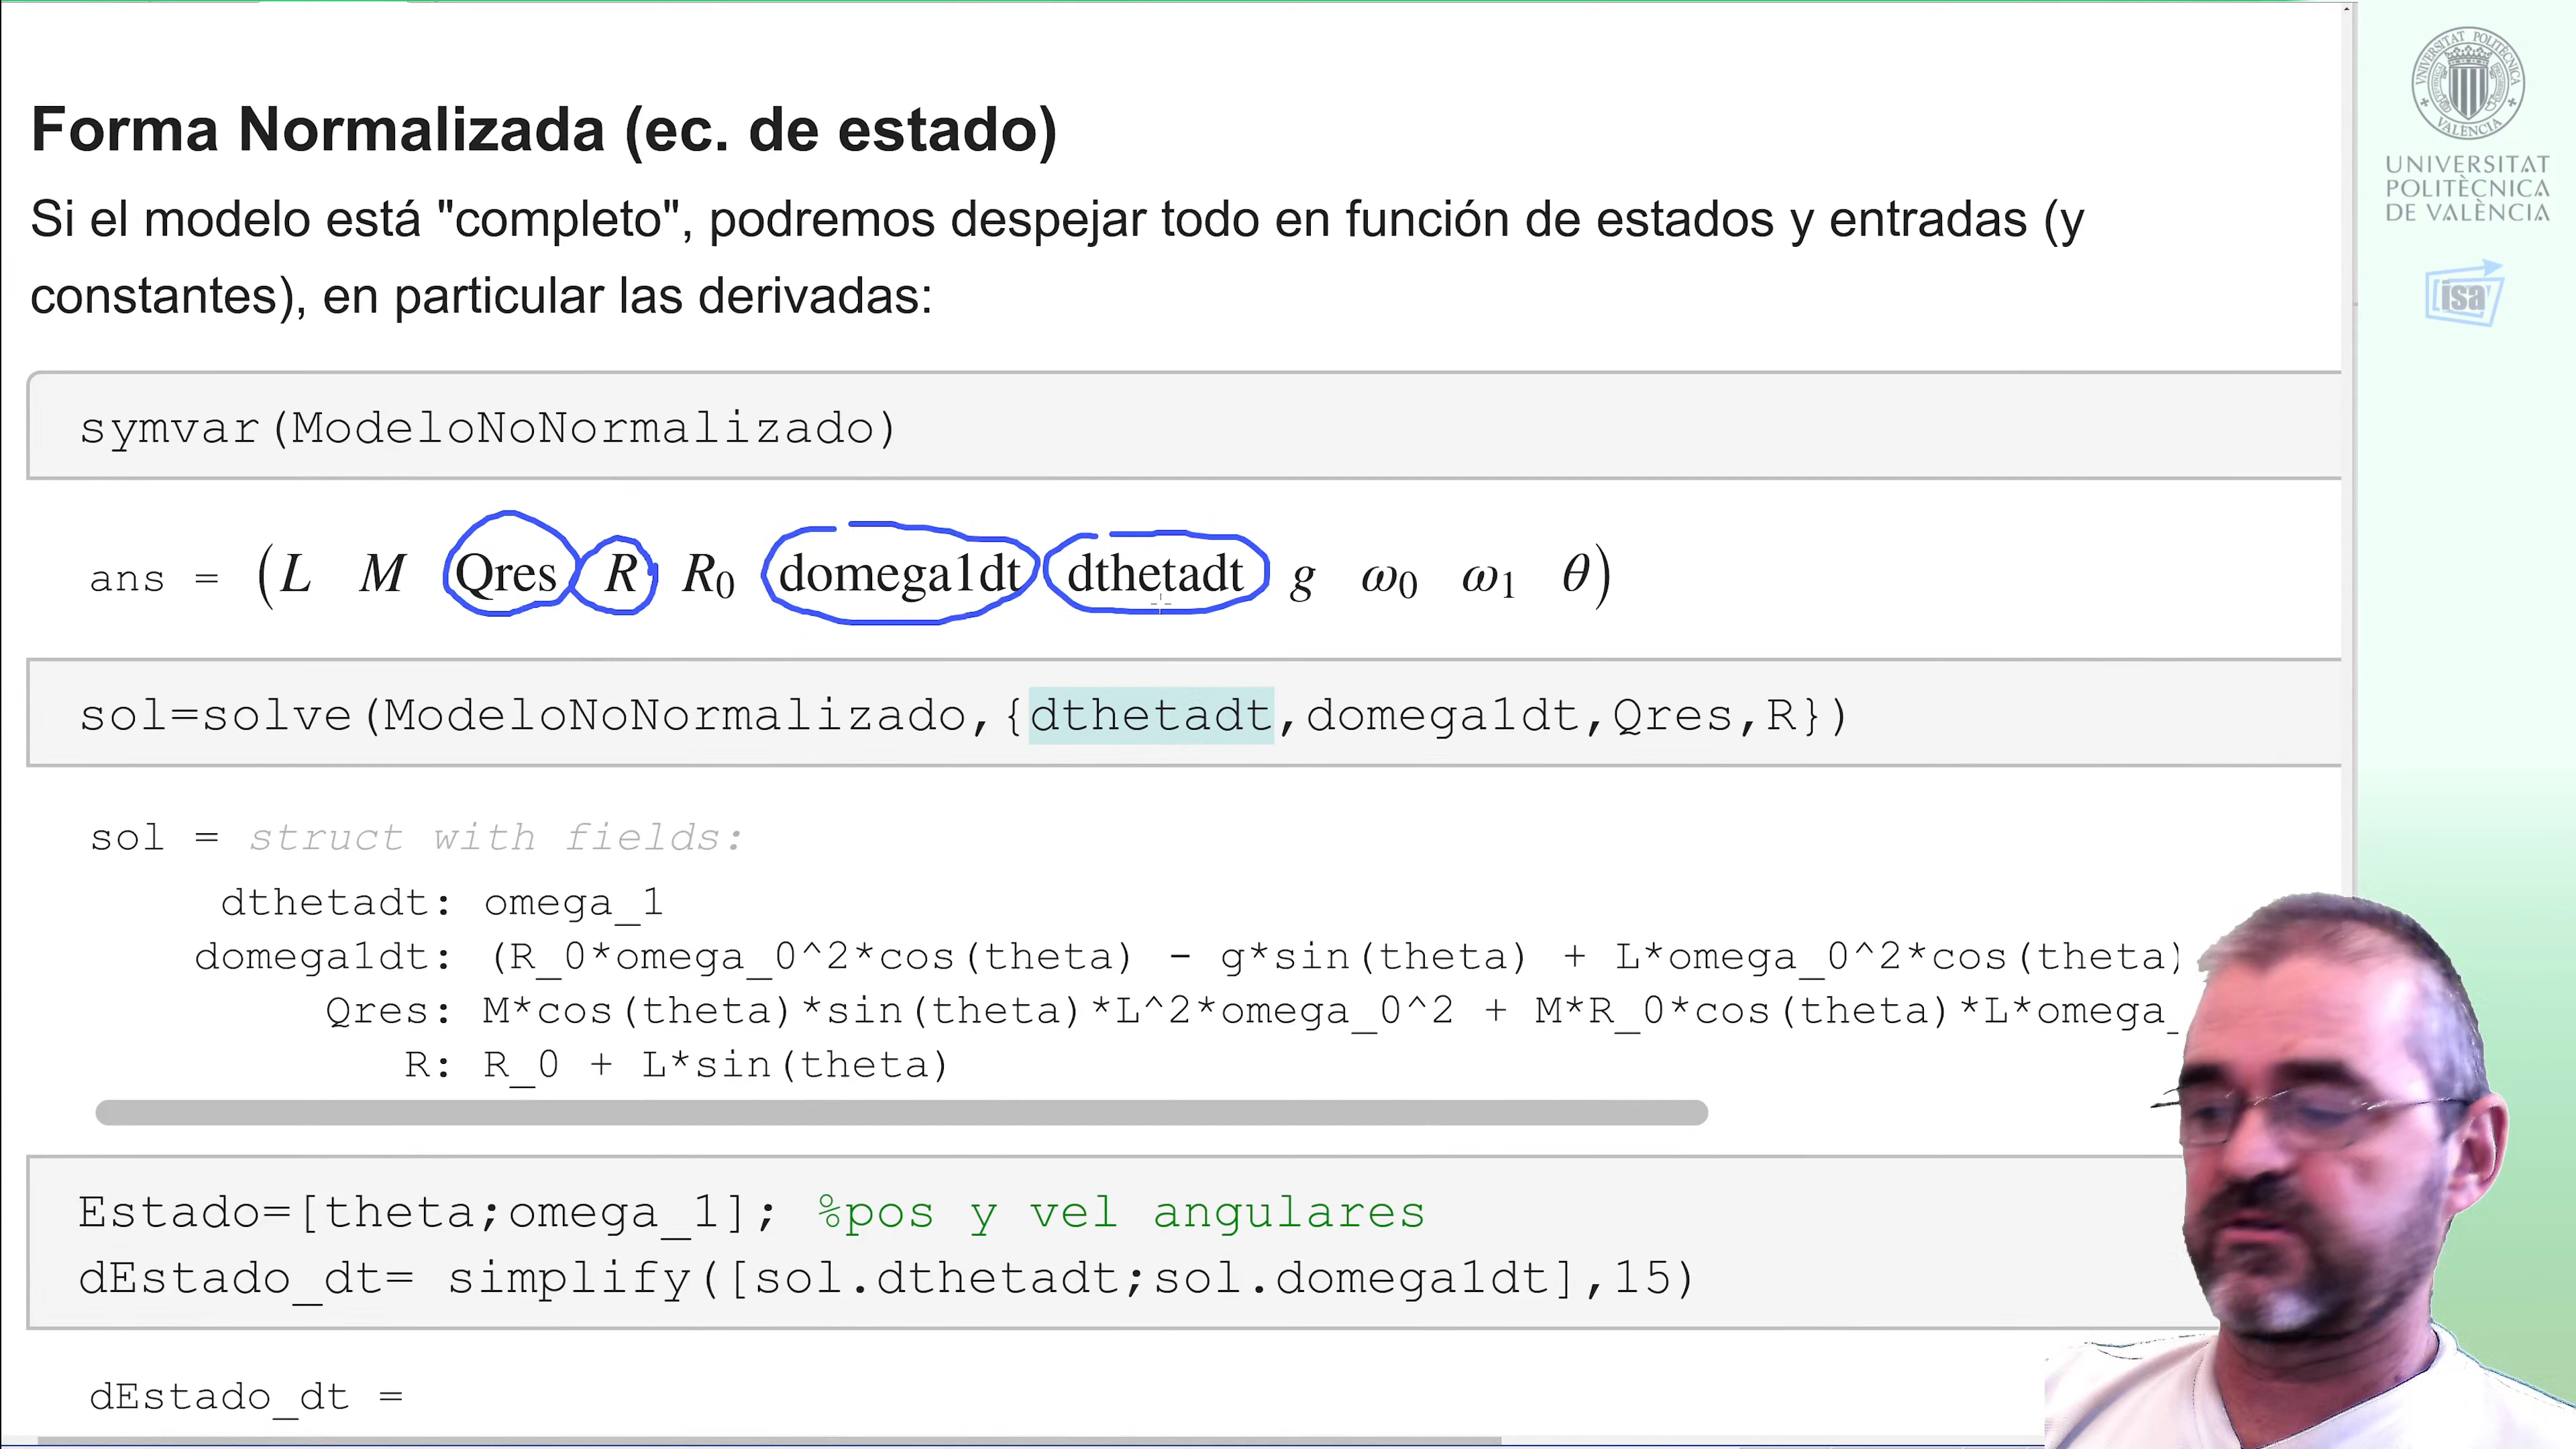 Forma Normalizada (ec. de estado)
Si el modelo está "completo", podremos despejar todo en función de estados y entradas (y
constantes), en particular las derivadas:
symvar(ModeloNoNormalizado)
ans = (L M Qres R R₀ domega1dt dthetadt g ω₀ ω₁ θ)
sol=solve(ModeloNoNormalizado,{dthetadt,domega1dt,Qres,R})
sol = struct with fields:
dthetadt: omega_1
domega1dt: (R_0*omega_0^2*cos(theta) - g*sin(theta) + L*omega_0^2*cos(theta)
Qres: M*cos(theta)*sin(theta)*L^2*omega_0^2 + M*R_0*cos(theta)*L*omega_
R: R_0 + L*sin(theta)
Estado=[theta;omega_1]; %pos y vel angulares
dEstado_dt= simplify([sol.dthetadt;sol.domega1dt],15)
dEstado_dt =
UNIVERSITAT
POLITÈCNICA
DE VALÈNCIA
isa